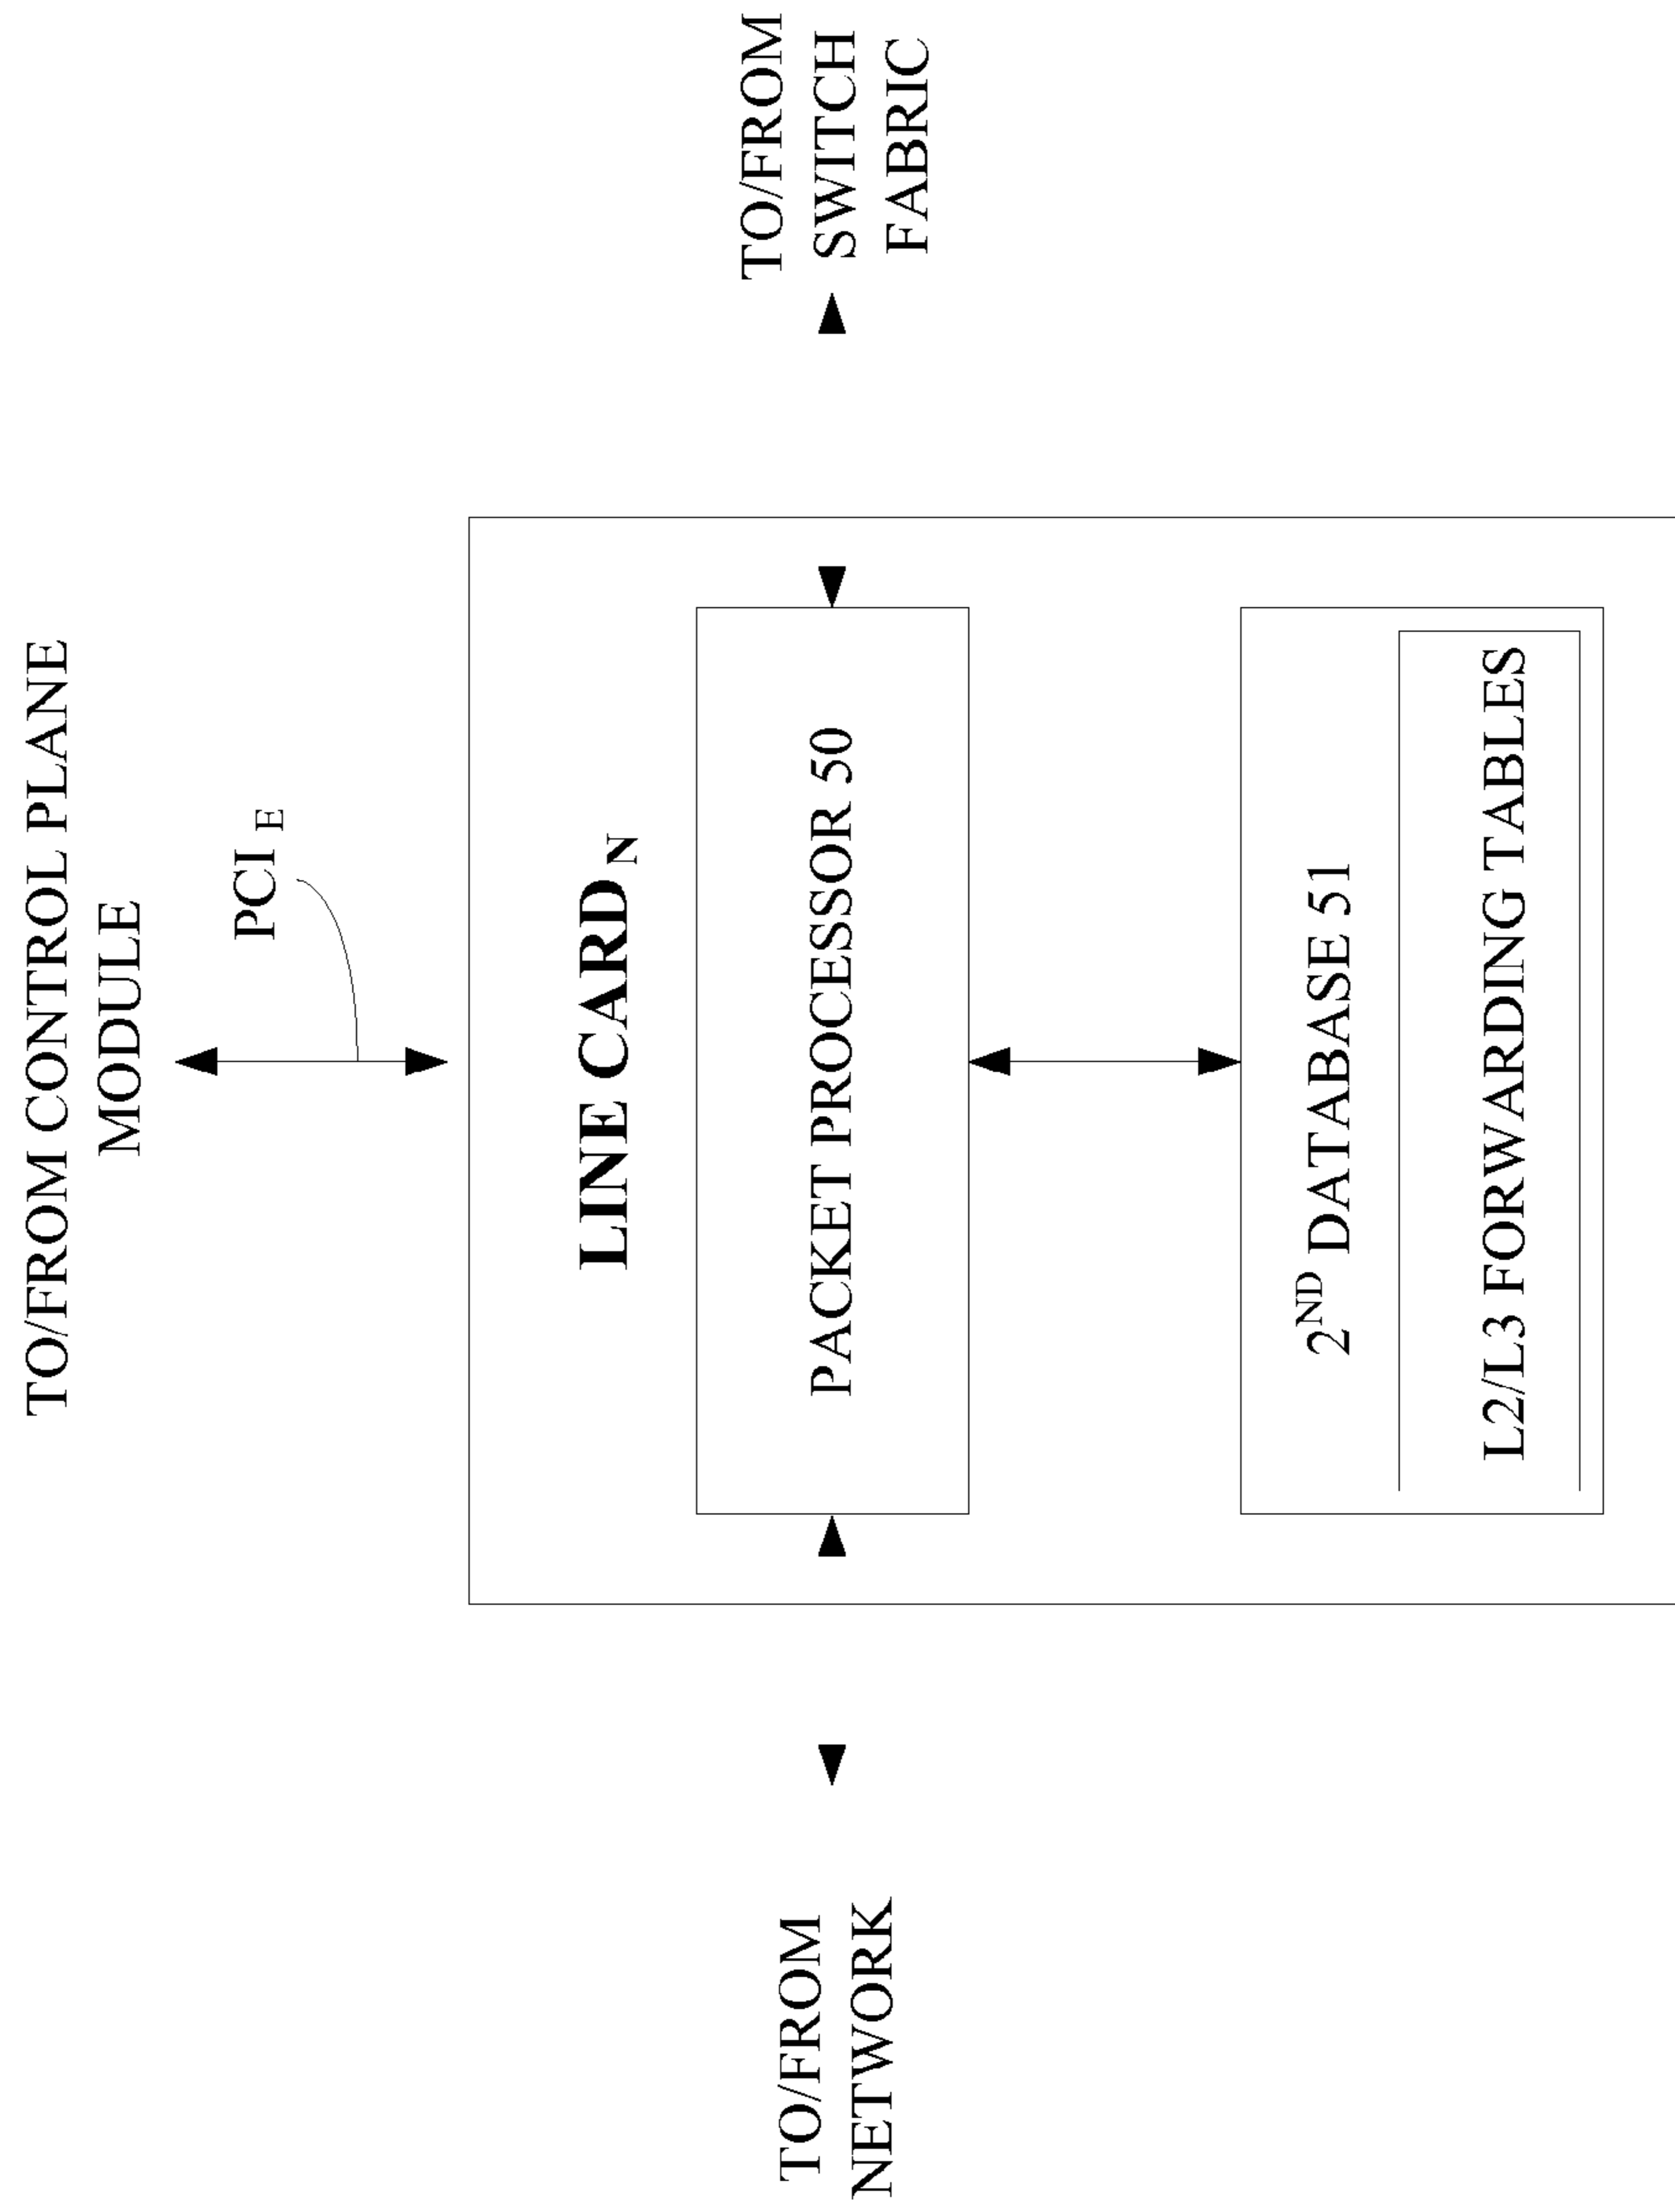 TO/FROM CONTROL PLANE
MODULE
PCI E
LINE CARD N
TO/FROM
NETWORK
PACKET PROCESSOR 50
TO/FROM
SWITCH
FABRIC
2ND DATABASE 51
L2/L3 FORWARDING TABLES